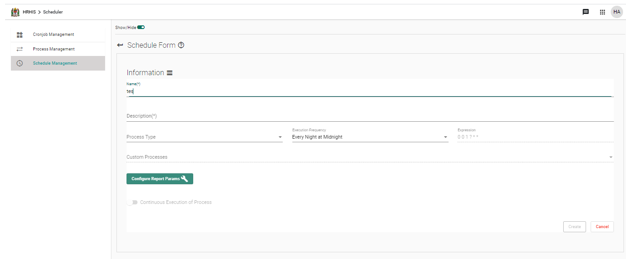 HRHIS > Scheduler
HA
Show/Hide
Cronjob Management
Process Management
Schedule Management
Schedule Form
Information
Name(*)
tes
Description(*)
Process Type
Execution Frequency
Every Night at Midnight
Expression
0 0 1 ? * *
Custom Processes
Configure Report Params
Continuous Execution of Process
Create
Cancel